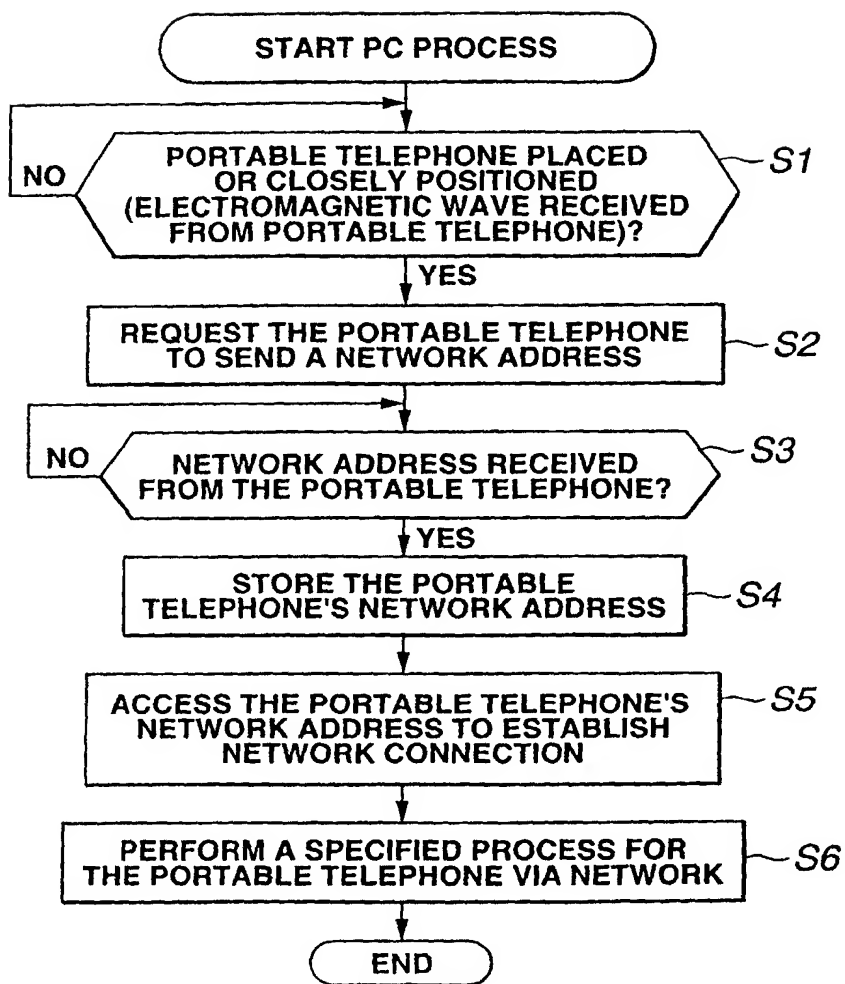 START PC PROCESS
PORTABLE TELEPHONE PLACED
OR CLOSELY POSITIONED
(ELECTROMAGNETIC WAVE RECEIVED
FROM PORTABLE TELEPHONE)?
S1
NO
YES
REQUEST THE PORTABLE TELEPHONE
TO SEND A NETWORK ADDRESS
S2
NETWORK ADDRESS RECEIVED
FROM THE PORTABLE TELEPHONE?
S3
NO
YES
STORE THE PORTABLE
TELEPHONE'S NETWORK ADDRESS
S4
ACCESS THE PORTABLE TELEPHONE'S
NETWORK ADDRESS TO ESTABLISH
NETWORK CONNECTION
S5
PERFORM A SPECIFIED PROCESS FOR
THE PORTABLE TELEPHONE VIA NETWORK
S6
END